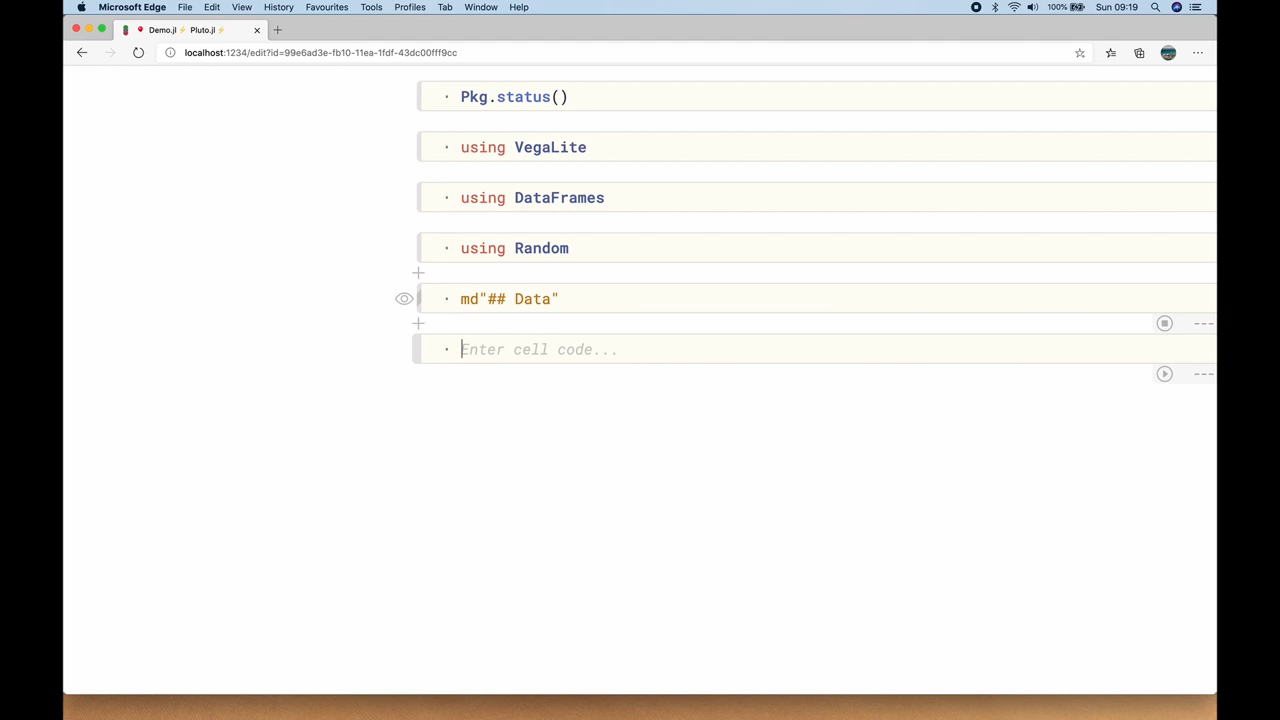 Microsoft Edge File Edit View History Favourites Tools Profiles Tab Window Help 100% Sun 09:19
Demo.jl ⚡ Pluto.jl ⚡
localhost:1234/edit?id=99e6ad3e-fb10-11ea-1fdf-43dc00fff9cc
Pkg.status()
using VegaLite
using DataFrames
using Random
md"## Data"
Enter cell code...